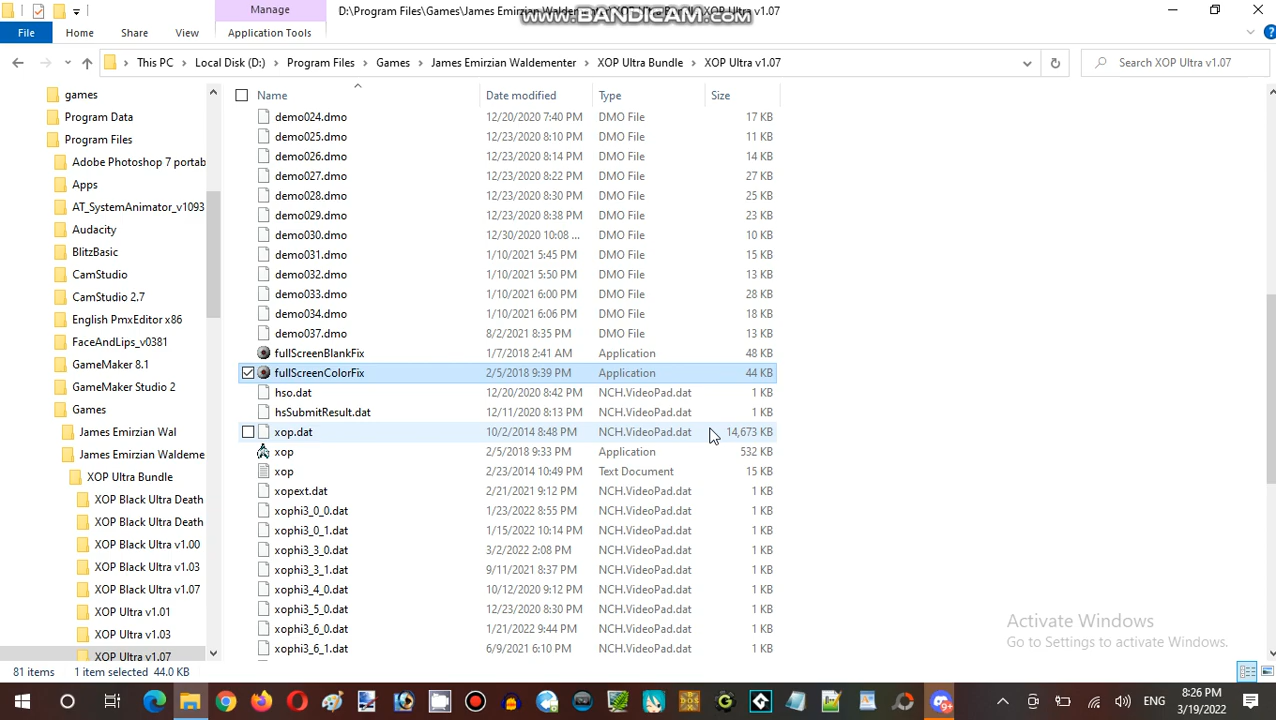 Manage
D:\Program Files\Games\James Emirzian Waldementer\XOP Ultra Bundle\XOP Ultra v1.07
www.BANDICAM.com
File
Home
Share
View
Application Tools
This PC
Local Disk (D:)
Program Files
Games
James Emirzian Waldementer
XOP Ultra Bundle
XOP Ultra v1.07
Search XOP Ultra v1.07
games
Program Data
Program Files
Adobe Photoshop 7 portab
Apps
AT_SystemAnimator_v1093
Audacity
BlitzBasic
CamStudio
CamStudio 2.7
English PmxEditor x86
FaceAndLips_v0381
GameMaker 8.1
GameMaker Studio 2
Games
James Emirzian Wal
James Emirzian Waldeme
XOP Ultra Bundle
XOP Black Ultra Death
XOP Black Ultra Death
XOP Black Ultra v1.00
XOP Black Ultra v1.03
XOP Black Ultra v1.07
XOP Ultra v1.01
XOP Ultra v1.03
XOP Ultra v1.07
Name Date modified Type Size
demo024.dmo 12/20/2020 7:40 PM DMO File 17 KB
demo025.dmo 12/23/2020 8:10 PM DMO File 11 KB
demo026.dmo 12/23/2020 8:14 PM DMO File 14 KB
demo027.dmo 12/23/2020 8:22 PM DMO File 27 KB
demo028.dmo 12/23/2020 8:30 PM DMO File 25 KB
demo029.dmo 12/23/2020 8:38 PM DMO File 23 KB
demo030.dmo 12/30/2020 10:08 ... DMO File 10 KB
demo031.dmo 1/10/2021 5:45 PM DMO File 15 KB
demo032.dmo 1/10/2021 5:50 PM DMO File 13 KB
demo033.dmo 1/10/2021 6:00 PM DMO File 28 KB
demo034.dmo 1/10/2021 6:06 PM DMO File 18 KB
demo037.dmo 8/2/2021 8:35 PM DMO File 13 KB
fullScreenBlankFix 1/7/2018 2:41 AM Application 48 KB
fullScreenColorFix 2/5/2018 9:39 PM Application 44 KB
hso.dat 12/20/2020 8:42 PM NCH.VideoPad.dat 1 KB
hsSubmitResult.dat 12/11/2020 8:13 PM NCH.VideoPad.dat 1 KB
xop.dat 10/2/2014 8:48 PM NCH.VideoPad.dat 14,673 KB
xop 2/5/2018 9:33 PM Application 532 KB
xop 2/23/2014 10:49 PM Text Document 15 KB
xopext.dat 2/21/2021 9:12 PM NCH.VideoPad.dat 1 KB
xophi3_0_0.dat 1/23/2022 8:55 PM NCH.VideoPad.dat 1 KB
xophi3_0_1.dat 1/15/2022 10:14 PM NCH.VideoPad.dat 1 KB
xophi3_3_0.dat 3/2/2022 2:08 PM NCH.VideoPad.dat 1 KB
xophi3_3_1.dat 9/11/2021 8:37 PM NCH.VideoPad.dat 1 KB
xophi3_4_0.dat 10/12/2020 9:12 PM NCH.VideoPad.dat 1 KB
xophi3_5_0.dat 12/23/2020 8:30 PM NCH.VideoPad.dat 1 KB
xophi3_6_0.dat 1/21/2022 9:44 PM NCH.VideoPad.dat 1 KB
xophi3_6_1.dat 6/9/2021 6:10 PM NCH.VideoPad.dat 1 KB
Activate Windows
Go to Settings to activate Windows.
81 items
1 item selected 44.0 KB
ENG
8:26 PM
3/19/2022